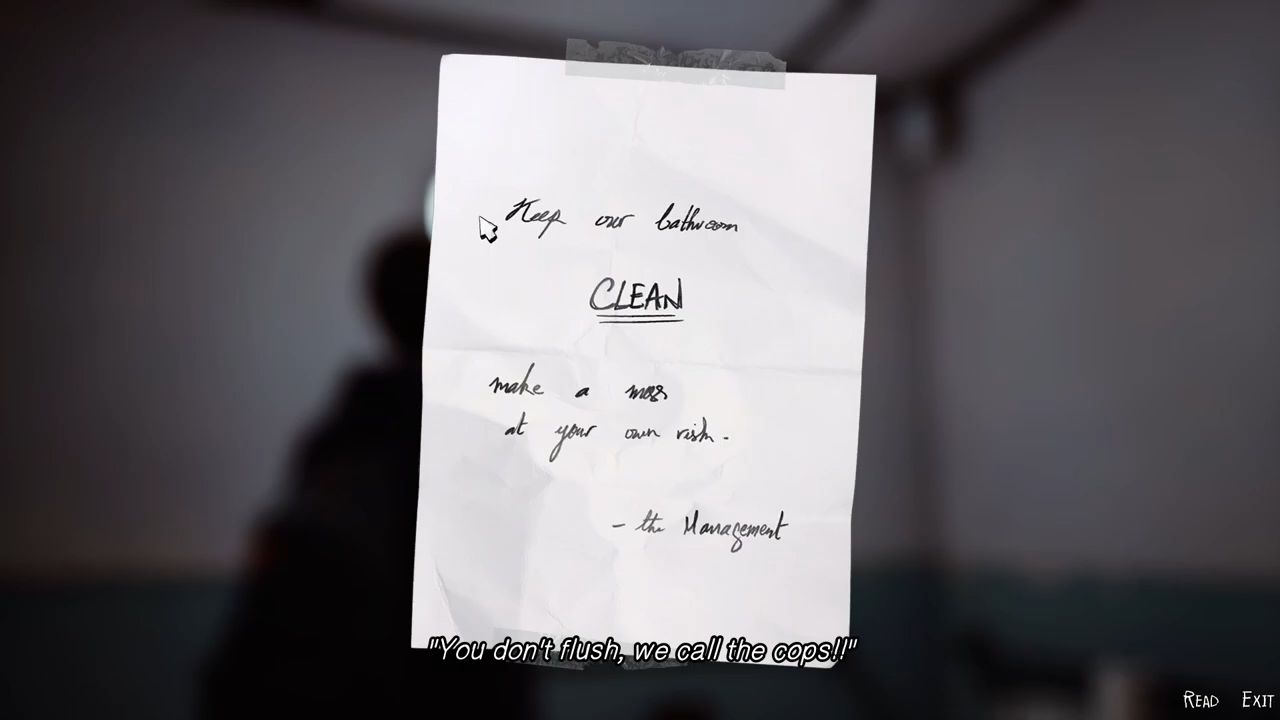 Keep our bathroom
CLEAN
make a mess
at your own risk.
- the Management
"You don't flush, we call the cops!!"
READ EXIT